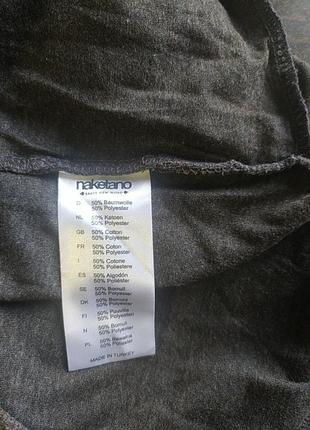 naketano
D 50% Baumwolle
50% Polyester
NL 50% Katoen
50% Polyester
GB 50% Cotton
50% Polyester
FR 50% Coton
50% Polyester
I 50% Cotone
50% Poliestere
ES 50% Algodón
50% Poliéster
SE 50% Bomull
50% Polyester
DK 50% Bomuld
50% Polyester
FI 50% Puuvilla
50% Polyesteri
N 50% Bomull
50% Polyester
PL 50% Bawełna
50% Polyester
MADE IN TURKEY